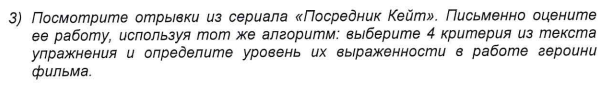 3) Посмотрите отрывки из сериала «Посредник Кейт». Письменно оцените
ее работу, используя тот же алгоритм: выберите 4 критерия из текста
упражнения и определите уровень их выраженности в работе героини
фильма.